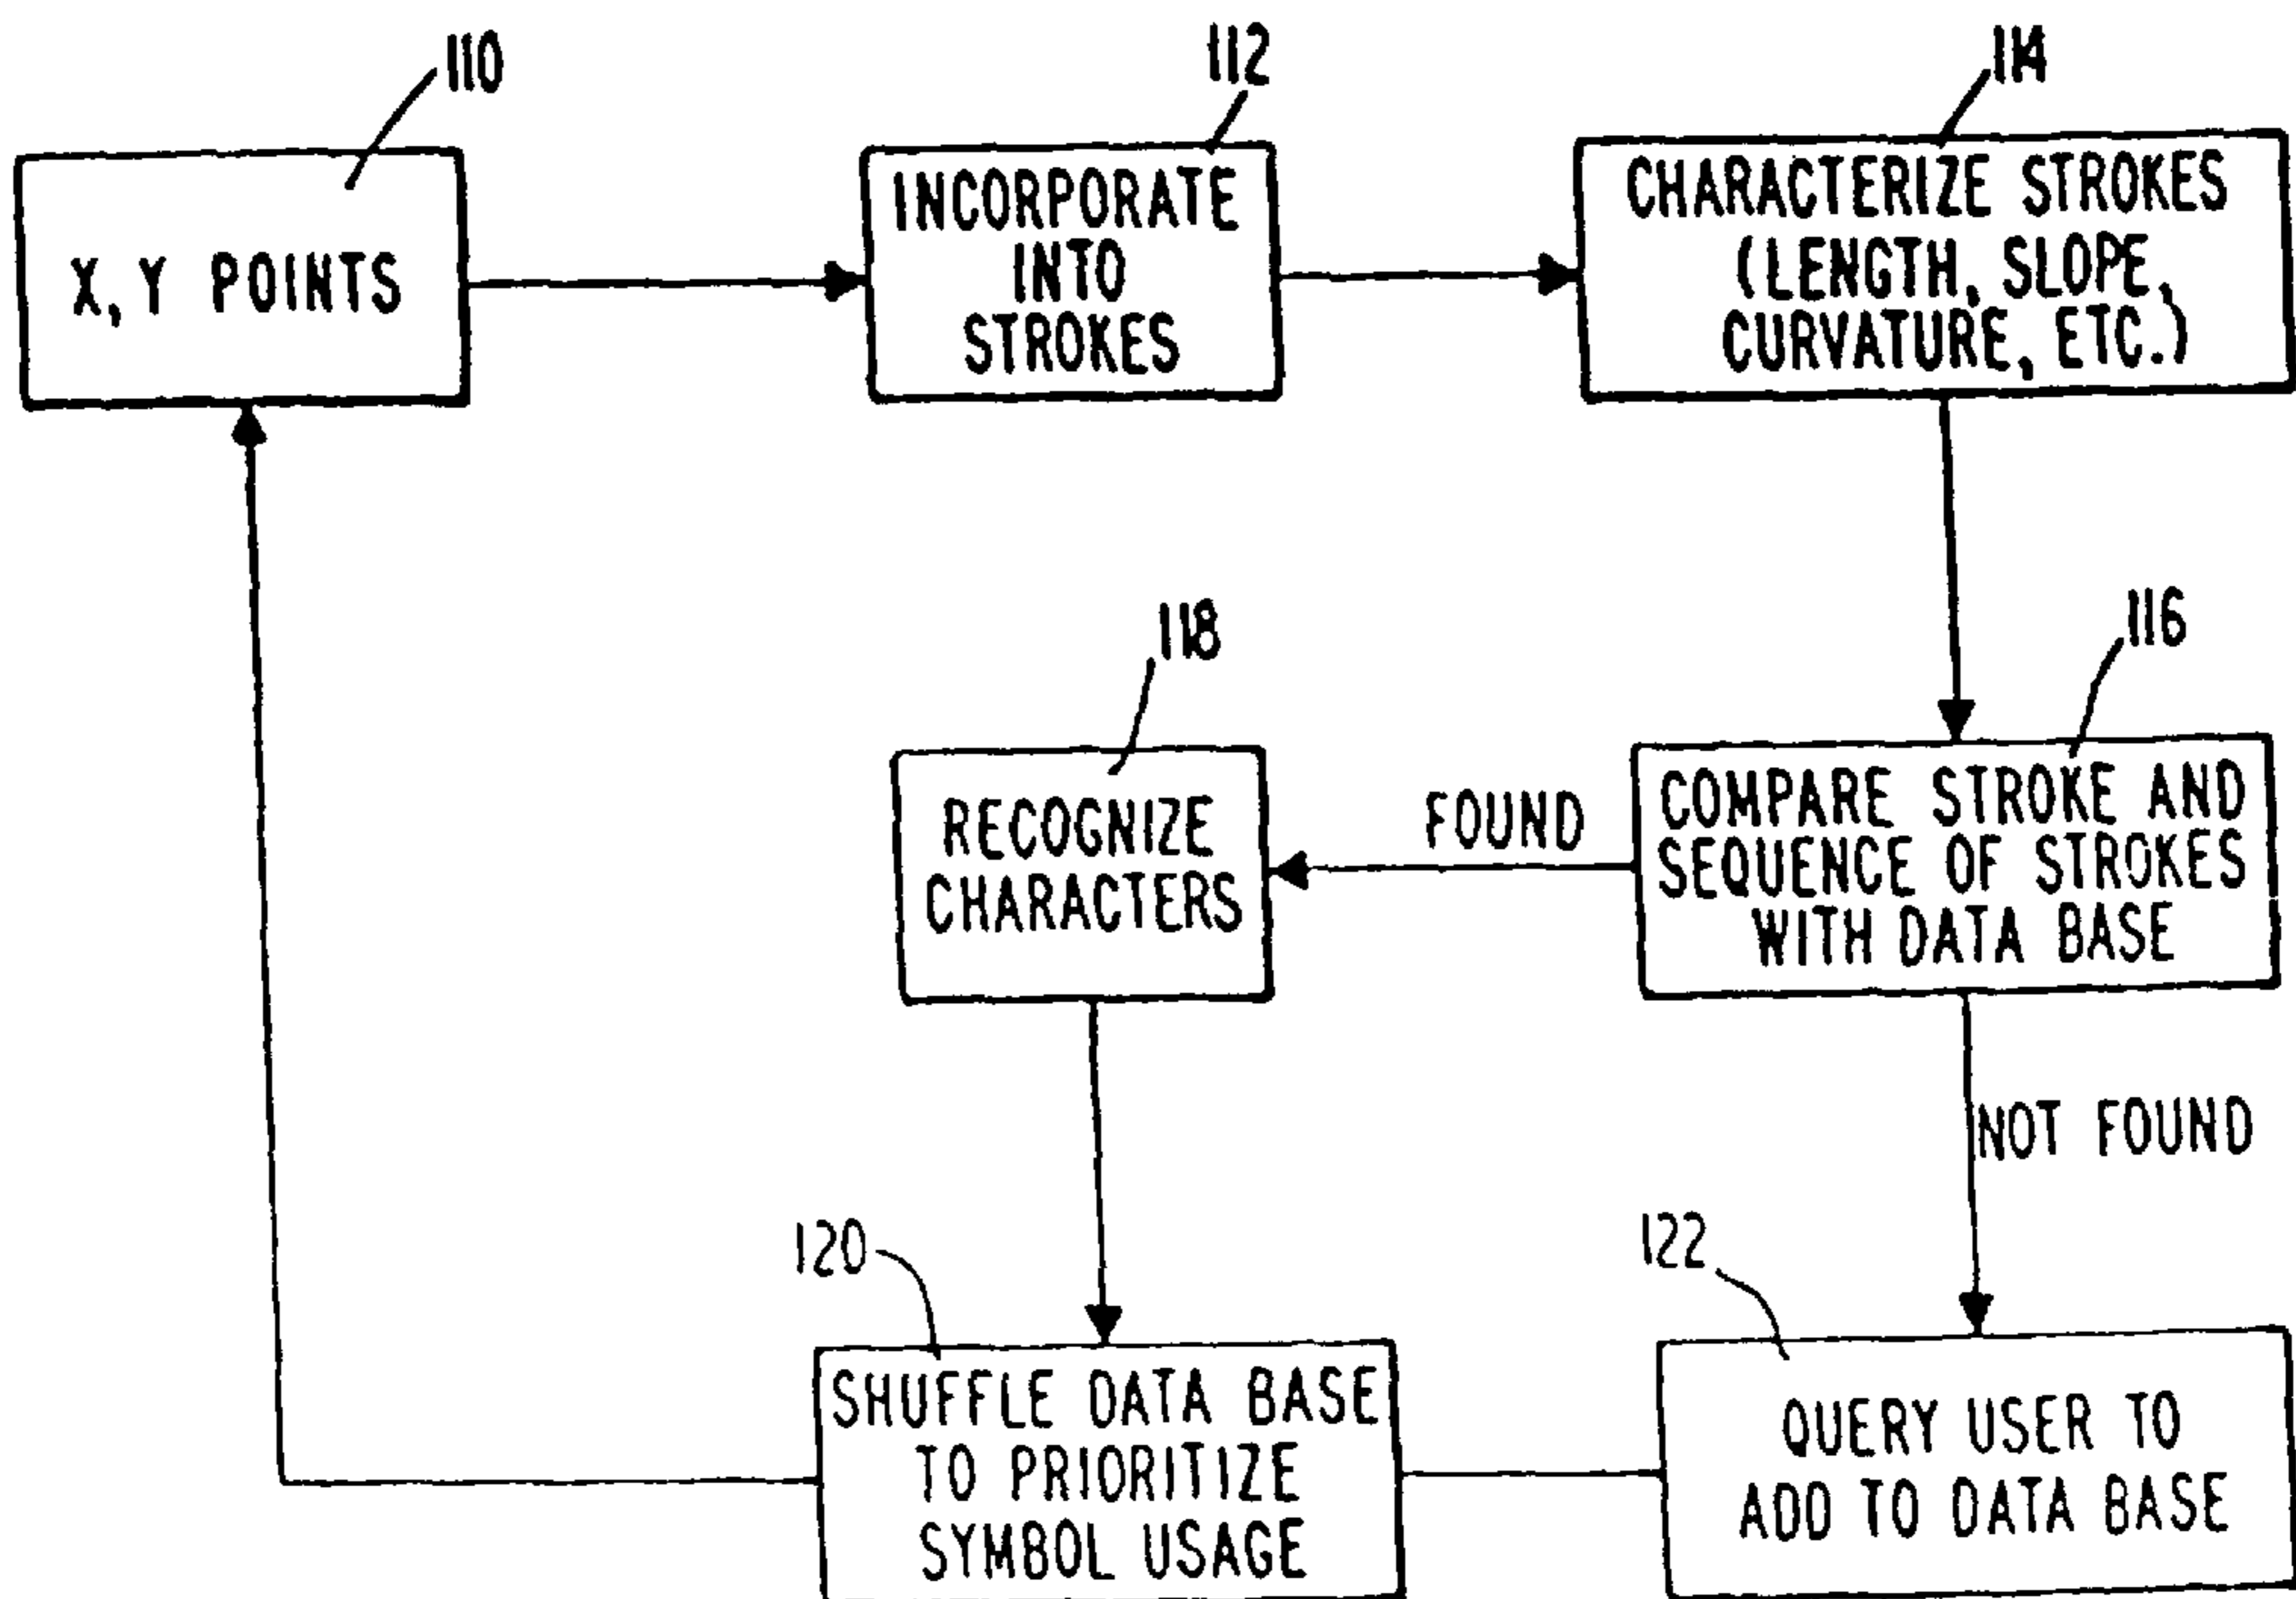 110
X, Y POINTS
112
INCORPORATE
INTO
STROKES
114
CHARACTERIZE STROKES
(LENGTH, SLOPE,
CURVATURE, ETC.)
116
COMPARE STROKE AND
SEQUENCE OF STROKES
WITH DATA BASE
FOUND
118
RECOGNIZE
CHARACTERS
NOT FOUND
120
SHUFFLE DATA BASE
TO PRIORITIZE
SYMBOL USAGE
122
QUERY USER TO
ADD TO DATA BASE